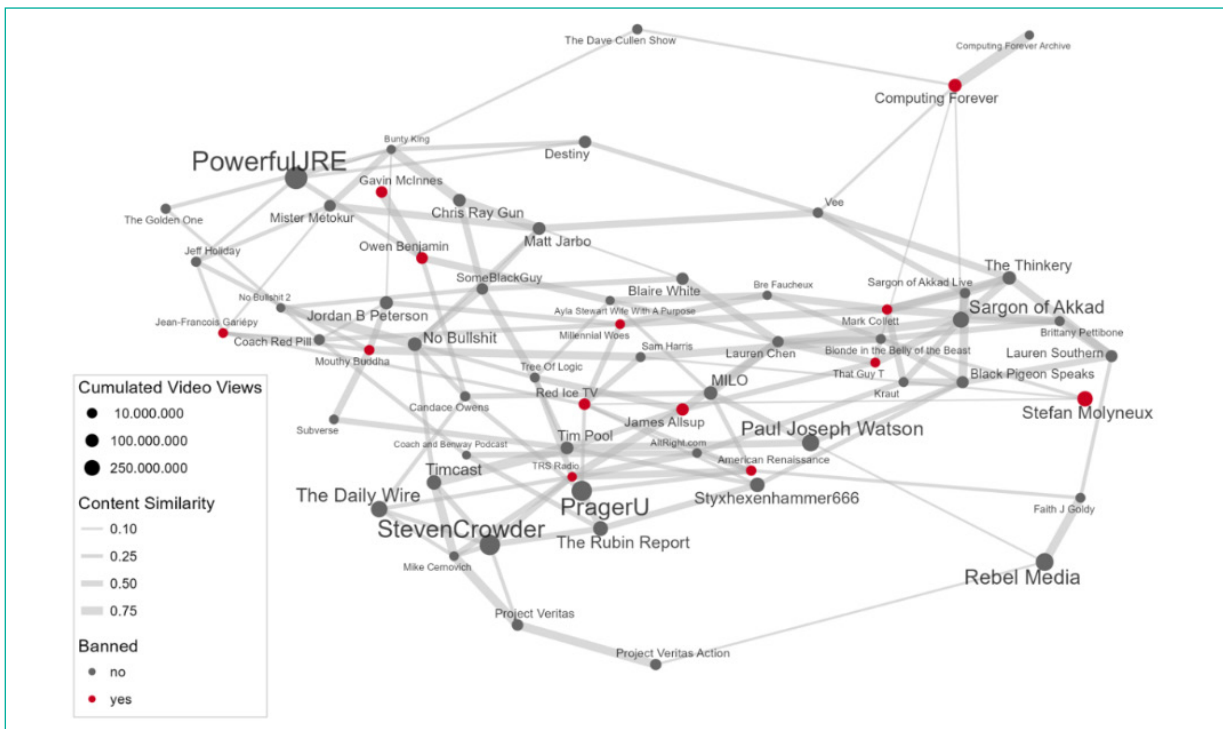 The Dave Cullen Show
Computing Forever Archive
Computing Forever
Bunty King
Destiny
PowerfulJRE
Gavin McInnes
The Golden One
Mister Metokur
Chris Ray Gun
Vee
Jeff Holiday
Owen Benjamin
Matt Jarbo
SomeBlackGuy
The Thinkery
Sargon of Akkad Live
Blaire White
Bre Faucheux
No Bullshit 2
Jordan B Peterson
Ayla Stewart Wife With A Purpose
Sargon of Akkad
Jean-Francois Gariépy
Millennial Woes
Mark Collett
Brittany Pettibone
Coach Red Pill
No Bullshit
Sam Harris
Lauren Chen
Blonde in the Belly of the Beast
Lauren Southern
Mouthy Buddha
Tree Of Logic
That Guy T
Black Pigeon Speaks
Red Ice TV
MILO
Kraut
Candace Owens
Stefan Molyneux
Subverse
James Allsup
Paul Joseph Watson
Coach and Benway Podcast
Tim Pool
AltRight.com
American Renaissance
Timcast
TRS Radio
The Daily Wire
PragerU
Styxhexenhammer666
Faith J Goldy
StevenCrowder
The Rubin Report
Mike Cernovich
Rebel Media
Project Veritas
Project Veritas Action
Cumulated Video Views
10.000.000
100.000.000
250.000.000
Content Similarity
0.10
0.25
0.50
0.75
Banned
no
yes